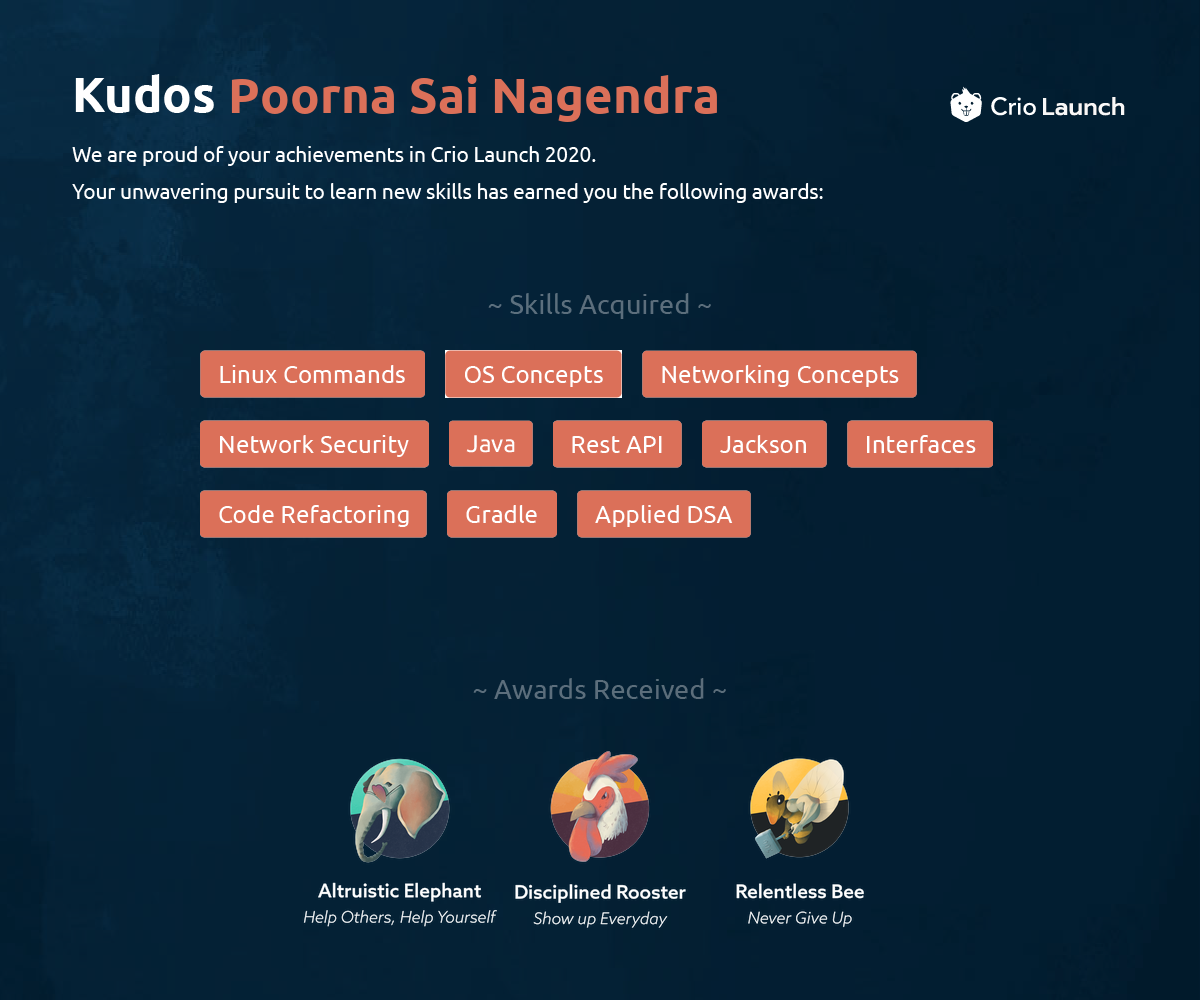 Kudos Poorna Sai Nagendra
Crio Launch
We are proud of your achievements in Crio Launch 2020.
Your unwavering pursuit to learn new skills has earned you the following awards:
~ Skills Acquired ~
Linux Commands OS Concepts Networking Concepts
Network Security Java Rest API Jackson Interfaces
Code Refactoring Gradle Applied DSA
~ Awards Received ~
Altruistic Elephant Disciplined Rooster Relentless Bee
Help Others, Help Yourself Show up Everyday Never Give Up